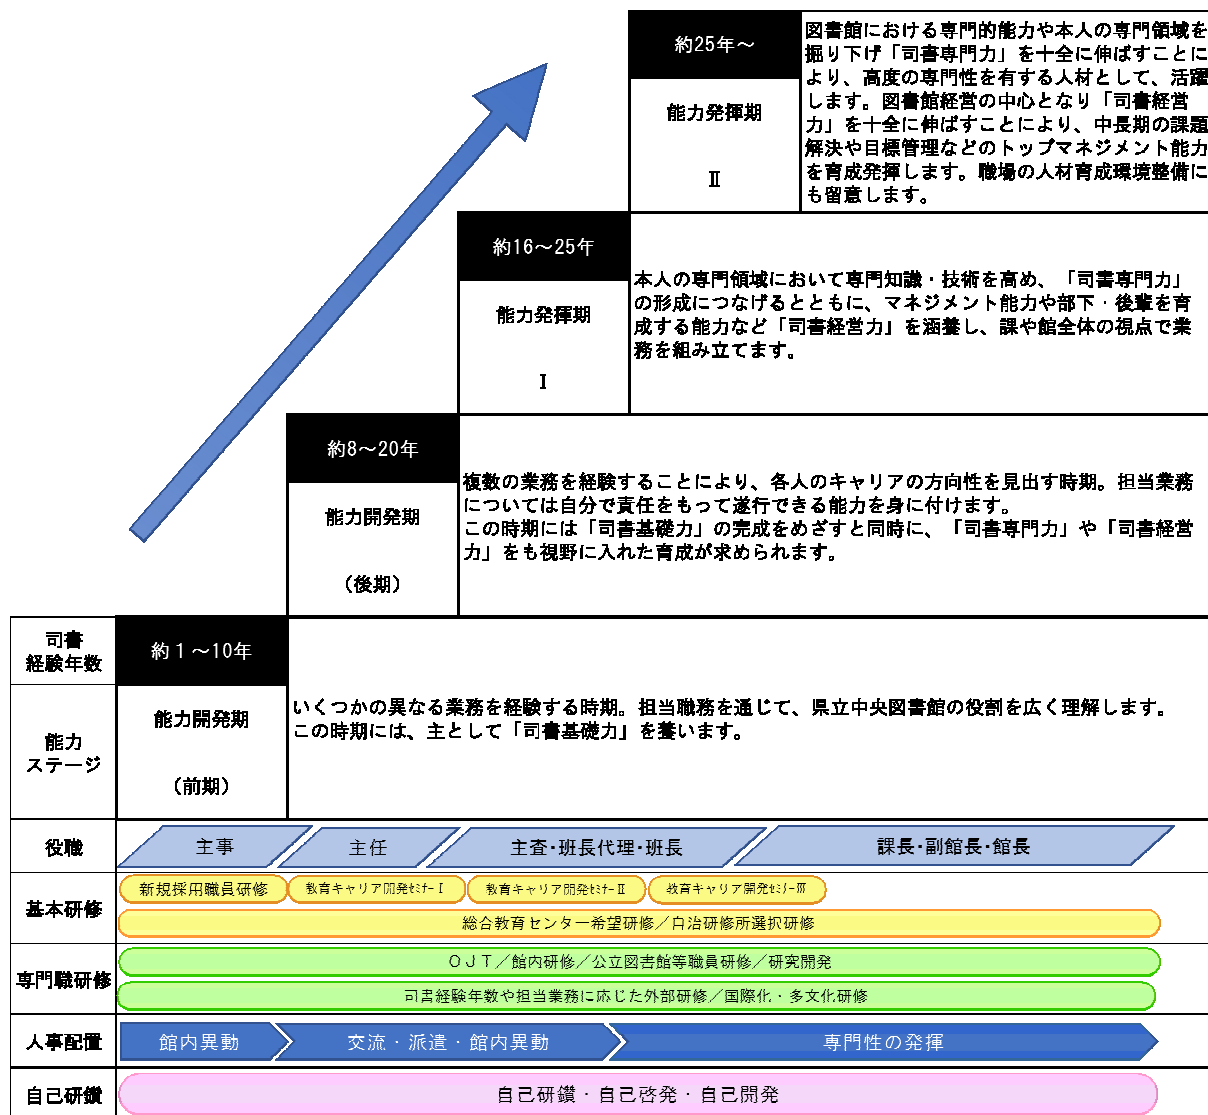 約25年～
能力発揮期
Ⅱ
図書館における専門的能力や本人の専門領域を
掘り下げ「司書専門力」を十全に伸ばすことに
より、高度の専門性を有する人材として、活躍
します。図書館経営の中心となり「司書経営
力」を十全に伸ばすことにより、中長期の課題
解決や目標管理などのトップマネジメント能力
を育成発揮します。職場の人材育成環境整備に
も留意します。
約16～25年
能力発揮期
Ⅰ
本人の専門領域において専門知識・技術を高め、「司書専門力」
の形成につなげるとともに、マネジメント能力や部下・後輩を育
成する能力など「司書経営力」を涵養し、課や館全体の視点で業
務を組み立てます。
約8～20年
能力開発期
（後期）
複数の業務を経験することにより、各人のキャリアの方向性を見出す時期。担当業務
については自分で責任をもって遂行できる能力を身に付けます。
この時期には「司書基礎力」の完成をめざすと同時に、「司書専門力」や「司書経営
力」をも視野に入れた育成が求められます。
司書
経験年数
約１～10年
能力
ステージ
能力開発期
（前期）
いくつかの異なる業務を経験する時期。担当職務を通じて、県立中央図書館の役割を広く理解します。
この時期には、主として「司書基礎力」を養います。
役職
主事
主任
主査・班長代理・班長
課長・副館長・館長
基本研修
新規採用職員研修
教育キャリア開発ｾﾐﾅｰⅠ
教育キャリア開発ｾﾐﾅｰⅡ
教育キャリア開発ｾﾐﾅｰⅢ
総合教育センター希望研修／自治研修所選択研修
専門職研修
ＯＪＴ／館内研修／公立図書館等職員研修／研究開発
司書経験年数や担当業務に応じた外部研修／国際化・多文化研修
人事配置
館内異動
交流・派遣・館内異動
専門性の発揮
自己研鑽
自己研鑽・自己啓発・自己開発